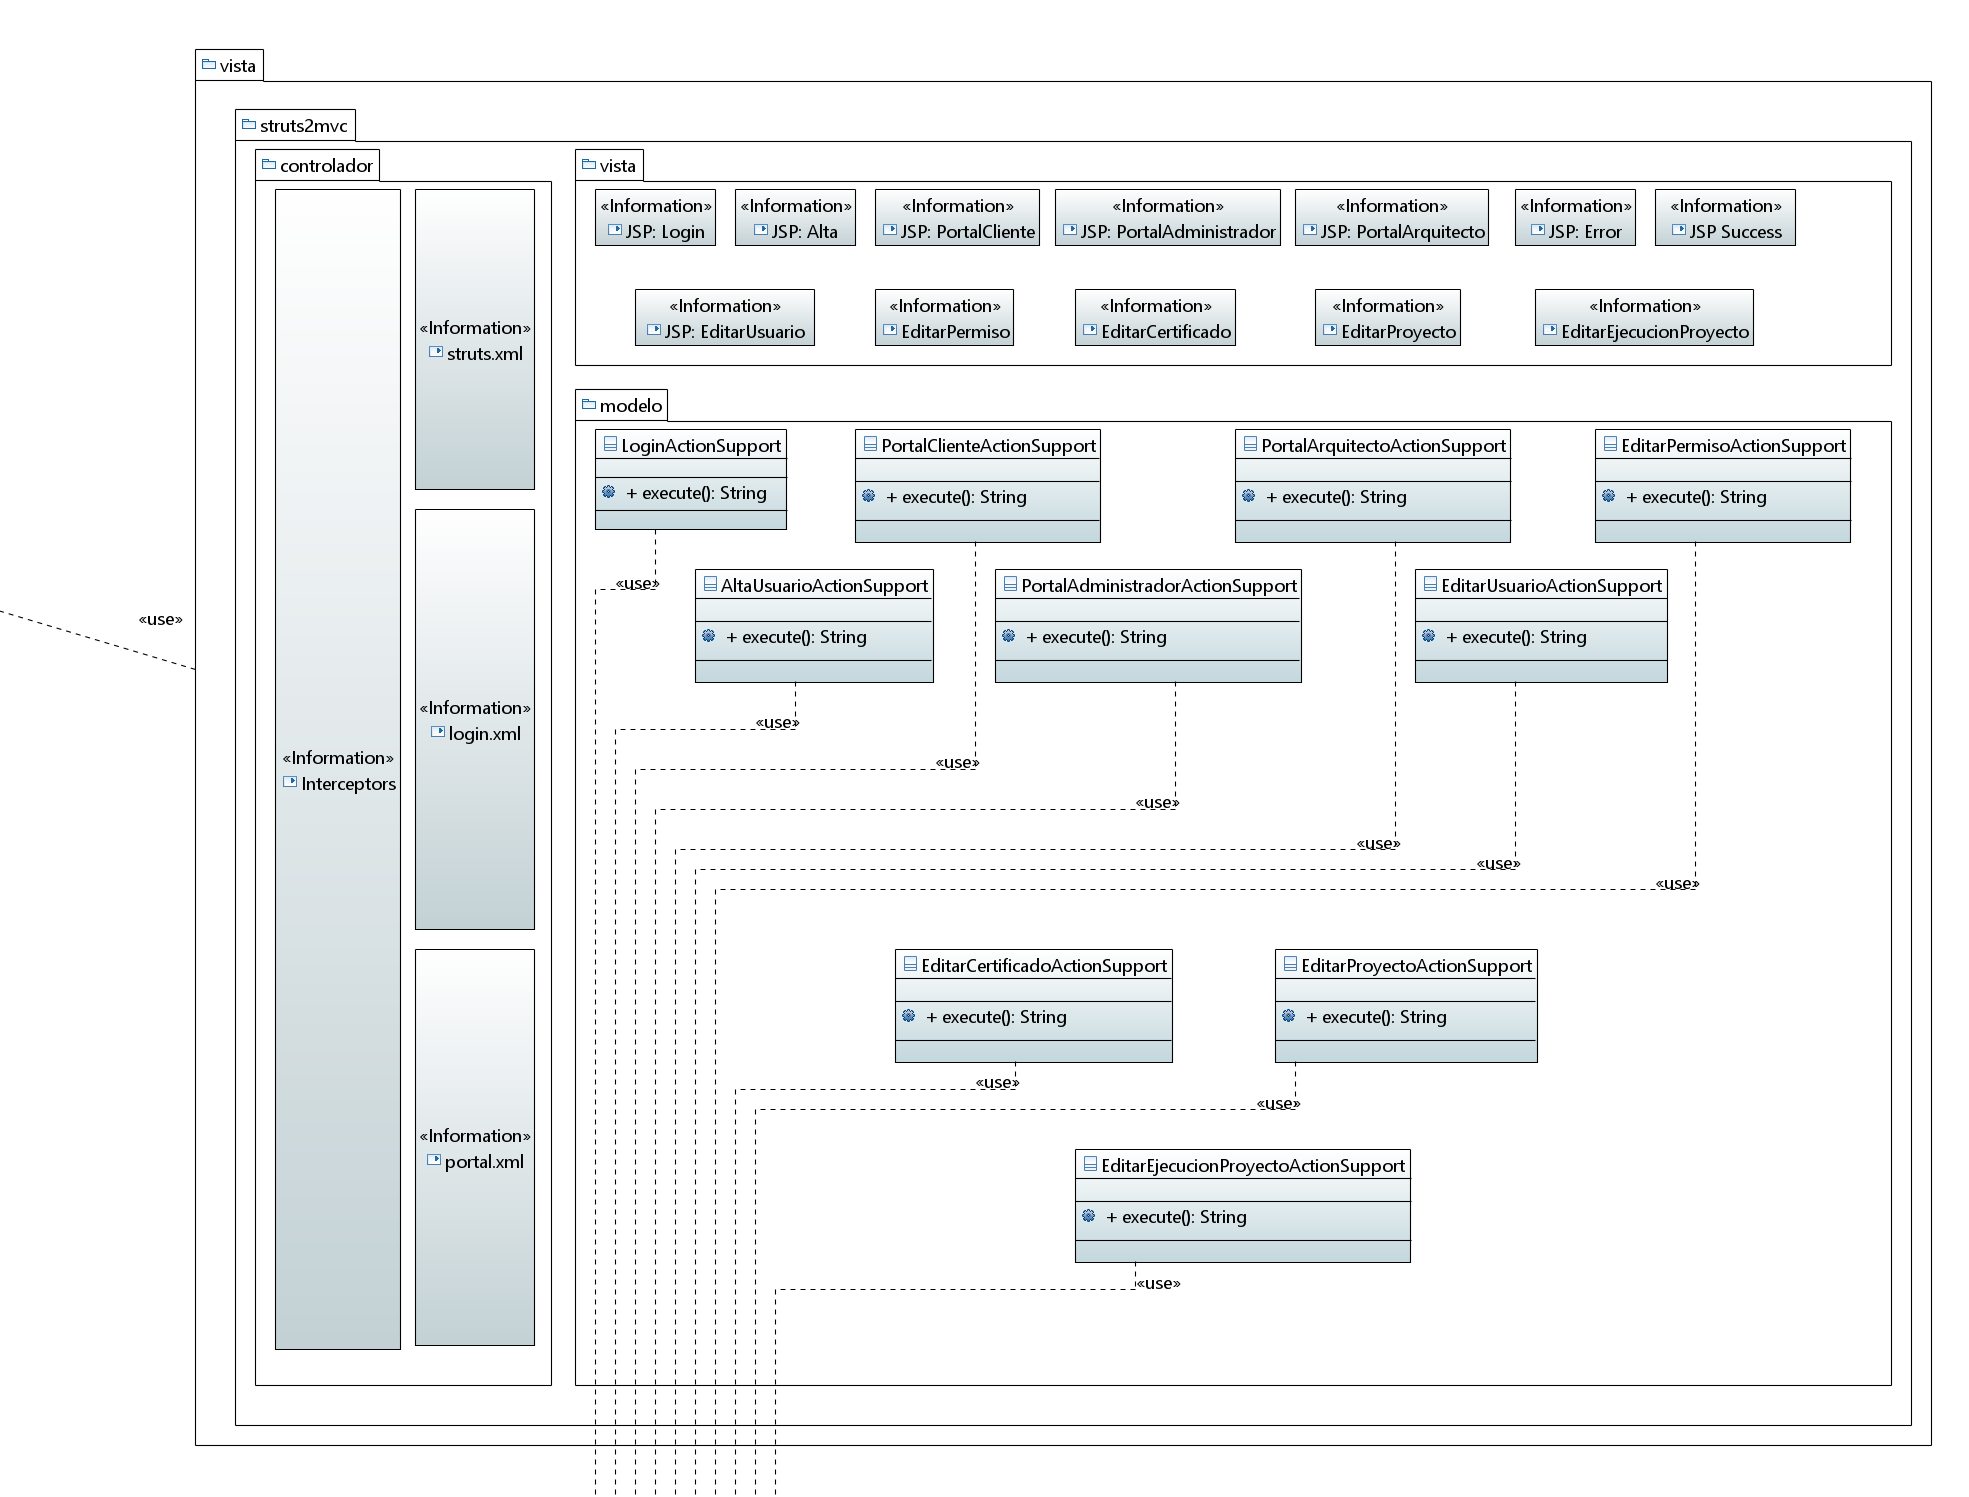 vista
struts2mvc
controlador
«Information»
Interceptors
«Information»
struts.xml
«Information»
login.xml
«Information»
portal.xml
vista
«Information»
JSP: Login
«Information»
JSP: Alta
«Information»
JSP: PortalCliente
«Information»
JSP: PortalAdministrador
«Information»
JSP: PortalArquitecto
«Information»
JSP: Error
«Information»
JSP Success
«Information»
JSP: EditarUsuario
«Information»
EditarPermiso
«Information»
EditarCertificado
«Information»
EditarProyecto
«Information»
EditarEjecucionProyecto
modelo
LoginActionSupport
+ execute(): String
«use»
PortalClienteActionSupport
+ execute(): String
«use»
PortalArquitectoActionSupport
+ execute(): String
«use»
EditarPermisoActionSupport
+ execute(): String
«use»
AltaUsuarioActionSupport
+ execute(): String
«use»
PortalAdministradorActionSupport
+ execute(): String
«use»
EditarUsuarioActionSupport
+ execute(): String
«use»
EditarCertificadoActionSupport
+ execute(): String
«use»
EditarProyectoActionSupport
+ execute(): String
«use»
EditarEjecucionProyectoActionSupport
+ execute(): String
«use»
«use»